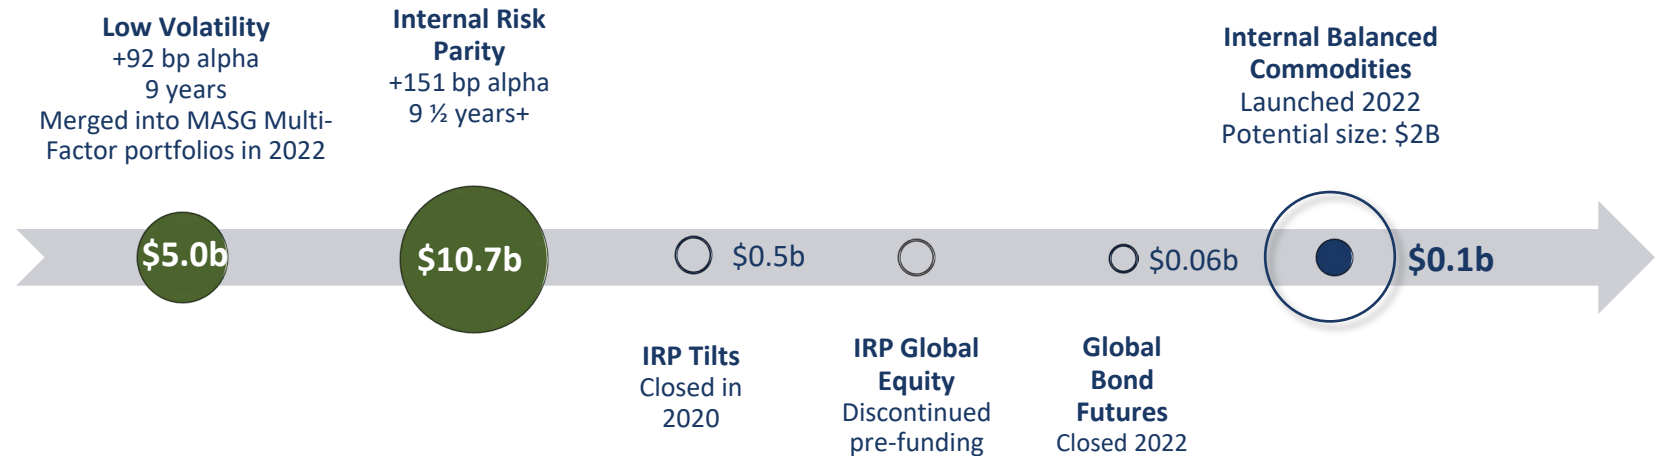 Low Volatility
+92 bp alpha
9 years
Merged into MASG Multi-
Factor portfolios in 2022
Internal Risk
Parity
+151 bp alpha
9 ½ years+
Internal Balanced
Commodities
Launched 2022
Potential size: $2B
$5.0b
$10.7b
$0.5b
$0.06b
$0.1b
IRP Tilts
Closed in
2020
IRP Global
Equity
Discontinued
pre-funding
Global
Bond
Futures
Closed 2022